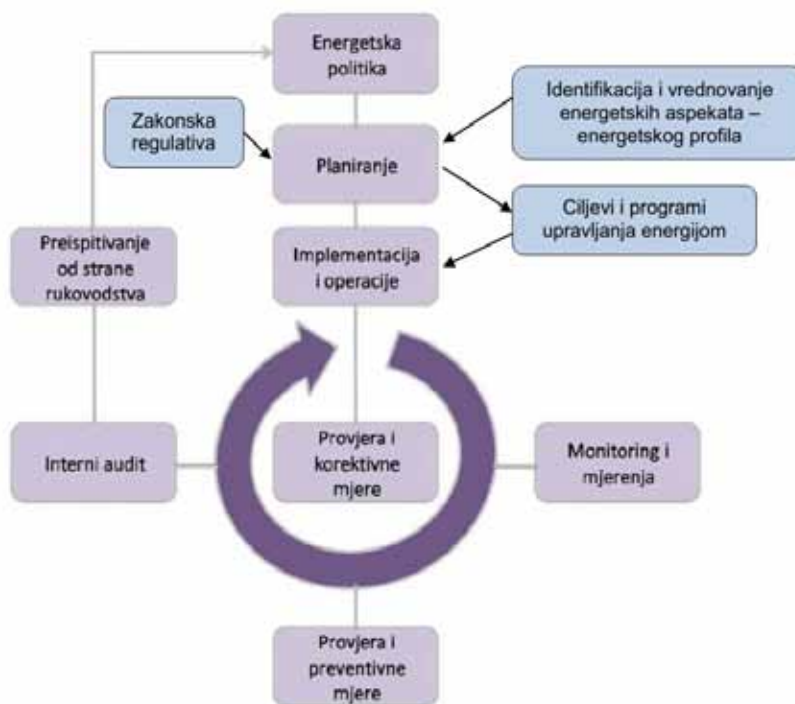 Energetska
politika
Identifikacija i vrednovanje
energetskih aspekata –
energetskog profila
Zakonska
regulativa
Planiranje
Ciljevi i programi
upravljanja energijom
Preispitivanje
od strane
rukovodstva
Implementacija
i operacije
Interni audit
Provjera i
korektivne
mjere
Monitoring i
mjerenja
Provjera i
preventivne
mjere